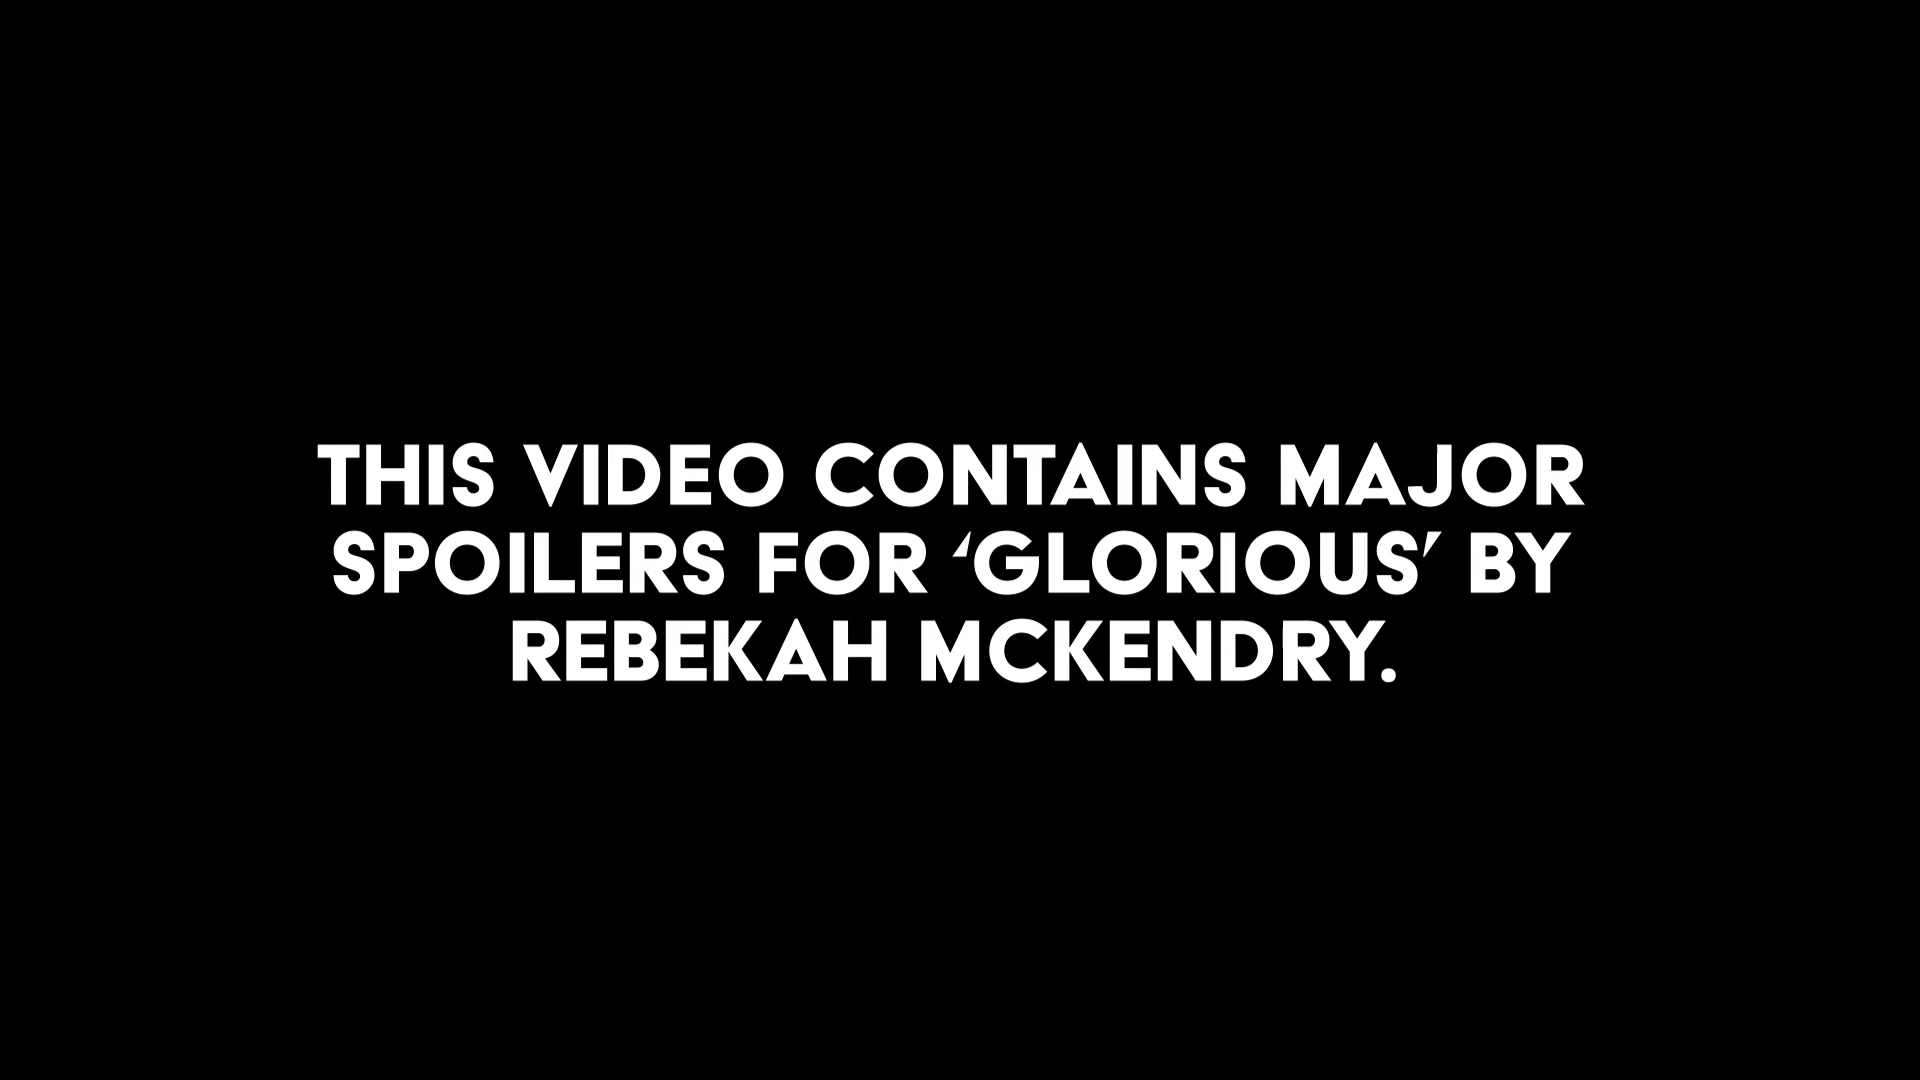 THIS VIDEO CONTAINS MAJOR
SPOILERS FOR ‘GLORIOUS’ BY
REBEKAH MCKENDRY.